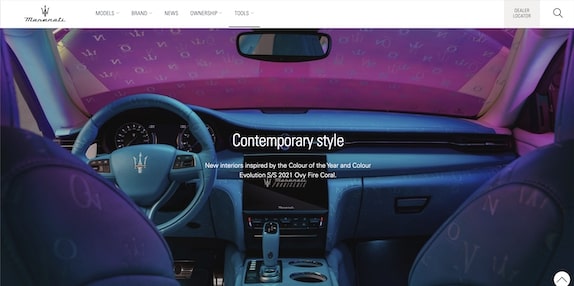 Maserati
MODELS
BRAND
NEWS
OWNERSHIP
TOOLS
DEALER
LOCATOR
Contemporary style
New interiors inspired by the Colour of the Year and Colour
Evolution S/S 2021 Ovy Fire Coral.
Maserati
FUORISERIE
Maserati